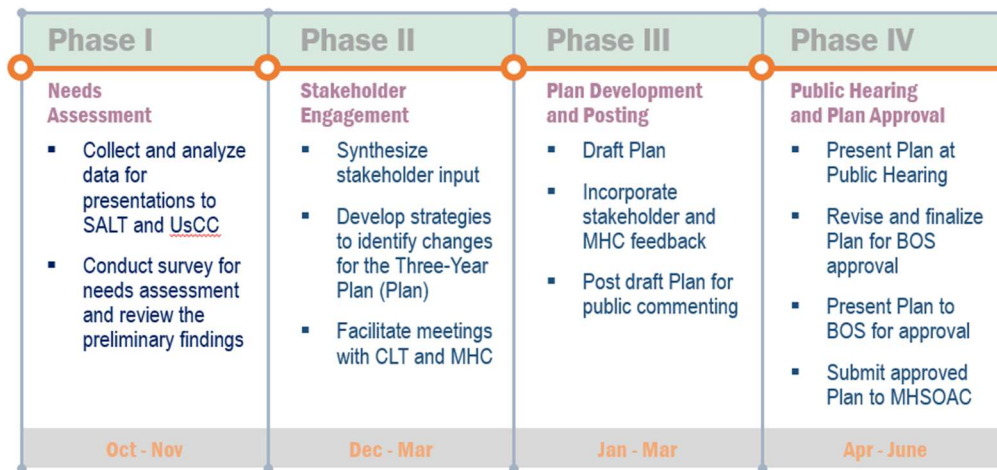 Phase I
Needs
Assessment
▪ Collect and analyze
data for
presentations to
SALT and UsCC
▪ Conduct survey for
needs assessment
and review the
preliminary findings
Oct - Nov
Phase II
Stakeholder
Engagement
▪ Synthesize
stakeholder input
▪ Develop strategies
to identify changes
for the Three-Year
Plan (Plan)
▪ Facilitate meetings
with CLT and MHC
Dec - Mar
Phase III
Plan Development
and Posting
▪ Draft Plan
▪ Incorporate
stakeholder and
MHC feedback
▪ Post draft Plan for
public commenting
Jan - Mar
Phase IV
Public Hearing
and Plan Approval
▪ Present Plan at
Public Hearing
▪ Revise and finalize
Plan for BOS
approval
▪ Present Plan to
BOS for approval
▪ Submit approved
Plan to MHSOAC
Apr - June